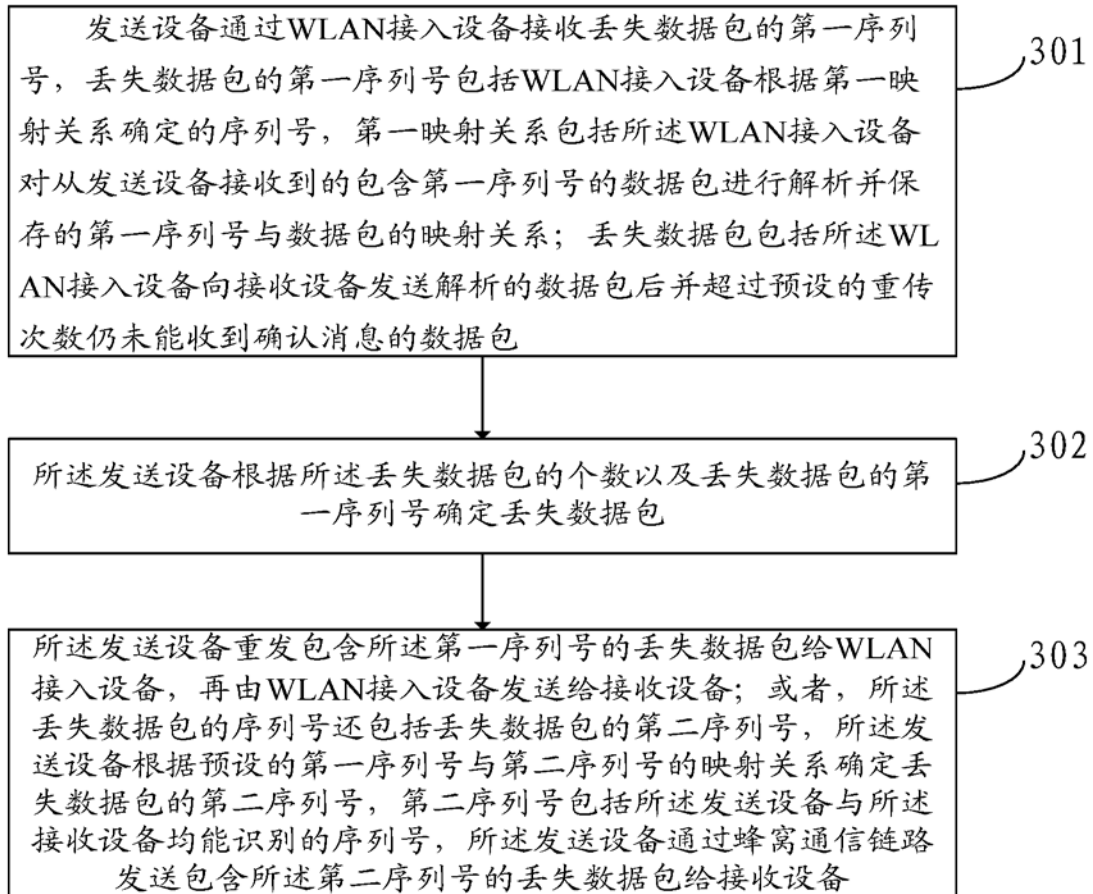 发送设备通过WLAN接入设备接收丢失数据包的第一序列
号，丢失数据包的第一序列号包括WLAN接入设备根据第一映
射关系确定的序列号，第一映射关系包括所述WLAN接入设备
对从发送设备接收到的包含第一序列号的数据包进行解析并保
存的第一序列号与数据包的映射关系；丢失数据包包括所述WL
AN接入设备向接收设备发送解析的数据包后并超过预设的重传
次数仍未能收到确认消息的数据包
301
所述发送设备根据所述丢失数据包的个数以及丢失数据包的第
一序列号确定丢失数据包
302
所述发送设备重发包含所述第一序列号的丢失数据包给WLAN
接入设备，再由WLAN接入设备发送给接收设备；或者，所述
丢失数据包的序列号还包括丢失数据包的第二序列号，所述发
送设备根据预设的第一序列号与第二序列号的映射关系确定丢
失数据包的第二序列号，第二序列号包括所述发送设备与所述
接收设备均能识别的序列号，所述发送设备通过蜂窝通信链路
发送包含所述第二序列号的丢失数据包给接收设备
303